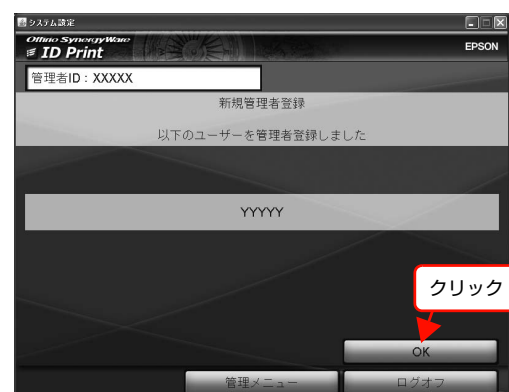 システム設定
Offirio SynergyWare
ID Print
EPSON
管理者ID：XXXXX
新規管理者登録
以下のユーザーを管理者登録しました
YYYYY
クリック
OK
管理メニュー
ログオフ